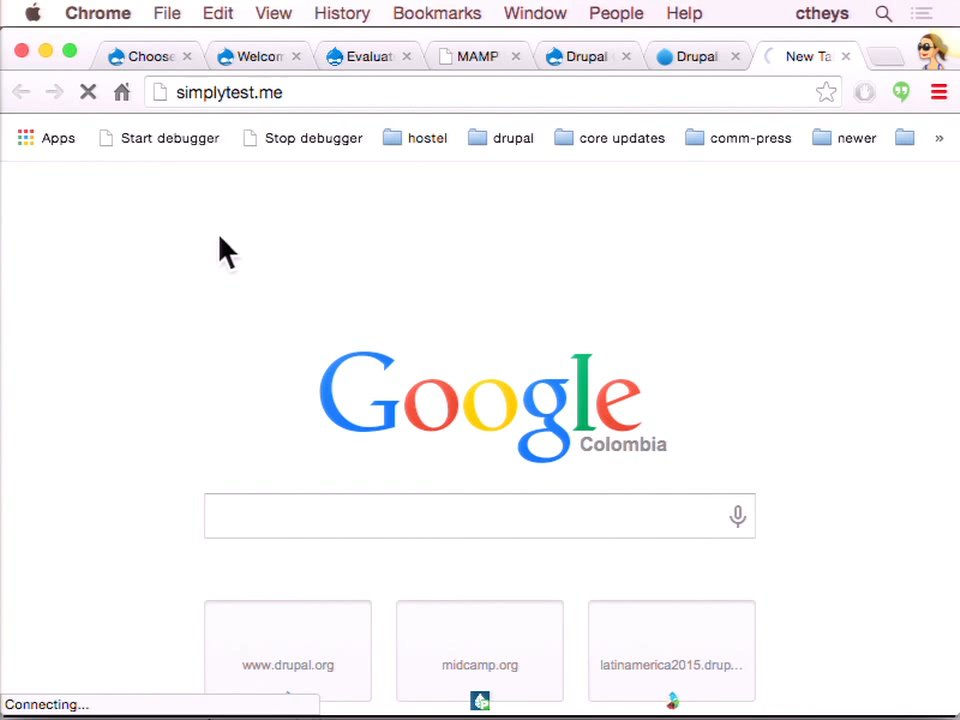 Chrome File Edit View History Bookmarks Window People Help ctheys
Choose Welcom Evaluat MAMP Drupal Drupal New Ta
simplytest.me
Apps Start debugger Stop debugger hostel drupal core updates comm-press newer »
Google
Colombia
www.drupal.org midcamp.org latinamerica2015.drup...
Connecting...